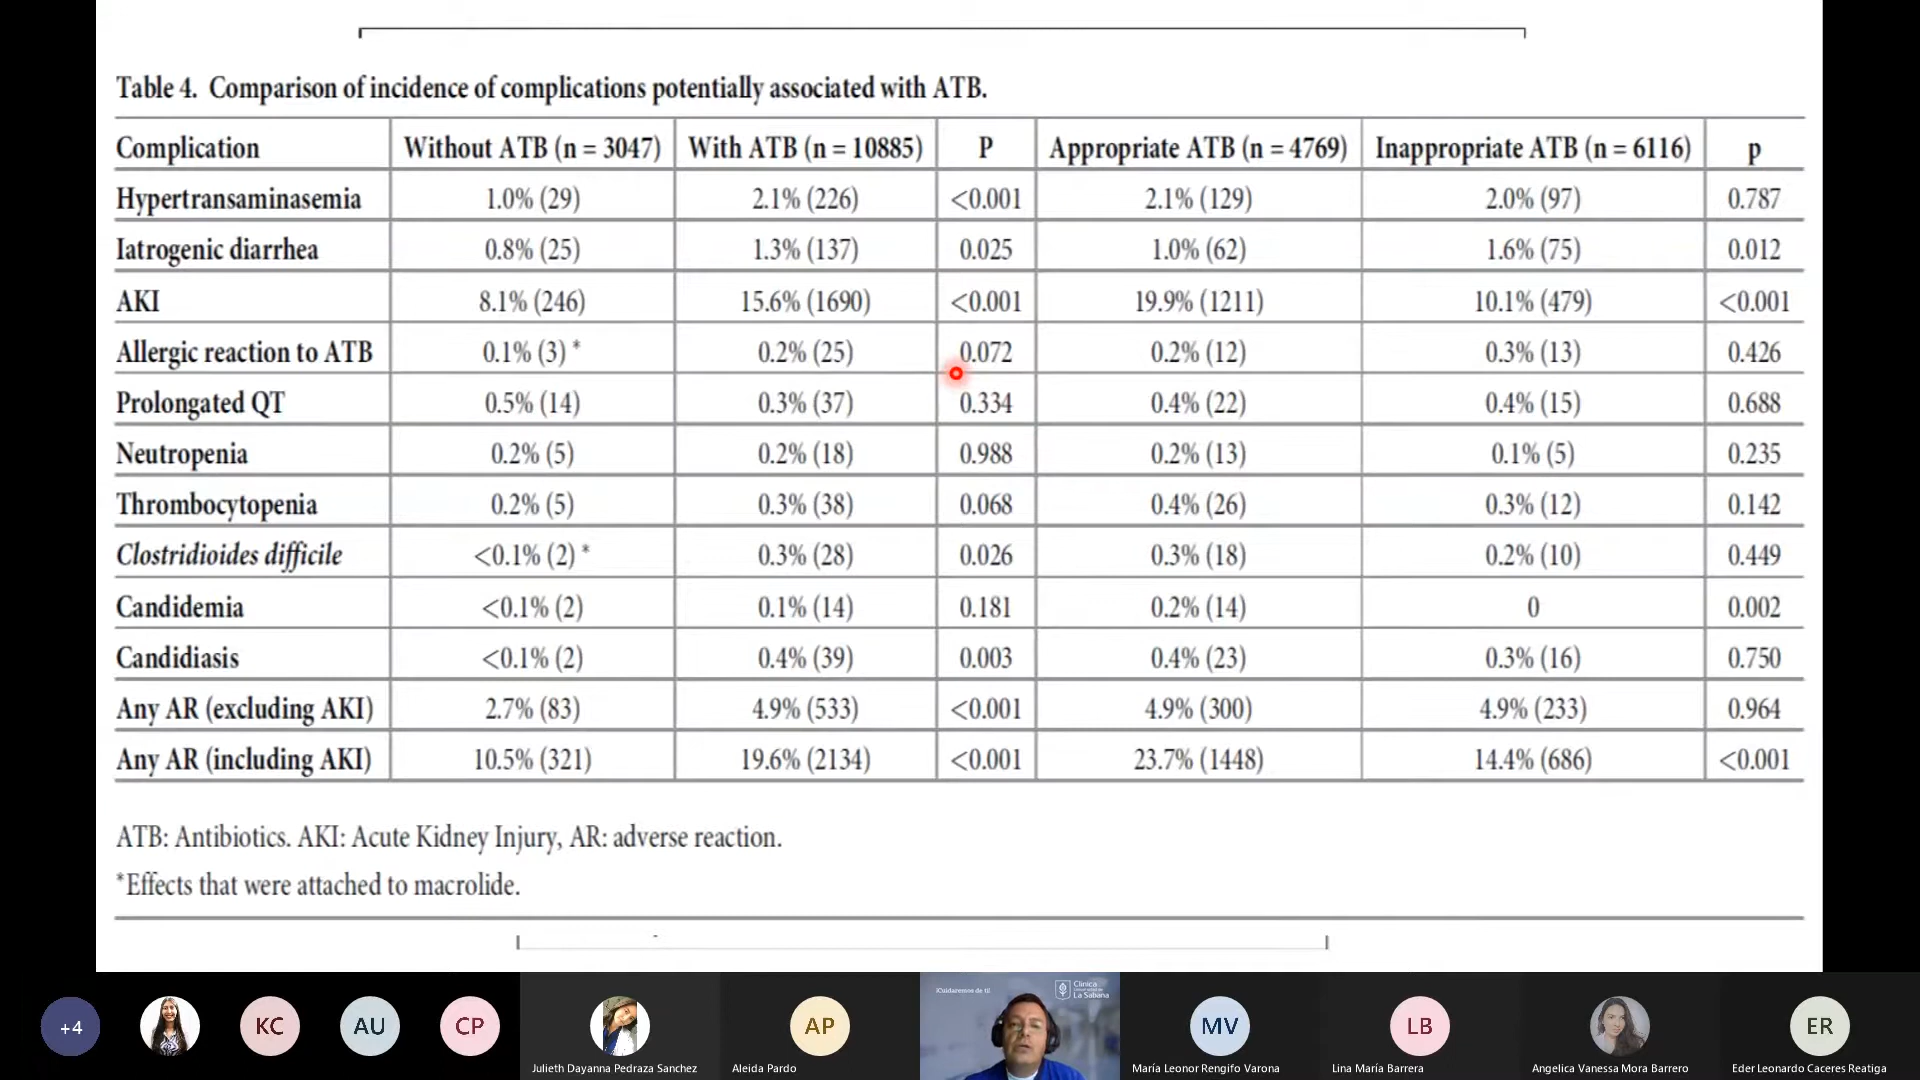 Table 4. Comparison of incidence of complications potentially associated with ATB.
Complication Without ATB (n = 3047) With ATB (n = 10885) P Appropriate ATB (n = 4769) Inappropriate ATB (n = 6116) p
Hypertransaminasemia 1.0% (29) 2.1% (226) <0.001 2.1% (129) 2.0% (97) 0.787
Iatrogenic diarrhea 0.8% (25) 1.3% (137) 0.025 1.0% (62) 1.6% (75) 0.012
AKI 8.1% (246) 15.6% (1690) <0.001 19.9% (1211) 10.1% (479) <0.001
Allergic reaction to ATB 0.1% (3) * 0.2% (25) 0.072 0.2% (12) 0.3% (13) 0.426
Prolongated QT 0.5% (14) 0.3% (37) 0.334 0.4% (22) 0.4% (15) 0.688
Neutropenia 0.2% (5) 0.2% (18) 0.988 0.2% (13) 0.1% (5) 0.235
Thrombocytopenia 0.2% (5) 0.3% (38) 0.068 0.4% (26) 0.3% (12) 0.142
Clostridioides difficile <0.1% (2) * 0.3% (28) 0.026 0.3% (18) 0.2% (10) 0.449
Candidemia <0.1% (2) 0.1% (14) 0.181 0.2% (14) 0 0.002
Candidiasis <0.1% (2) 0.4% (39) 0.003 0.4% (23) 0.3% (16) 0.750
Any AR (excluding AKI) 2.7% (83) 4.9% (533) <0.001 4.9% (300) 4.9% (233) 0.964
Any AR (including AKI) 10.5% (321) 19.6% (2134) <0.001 23.7% (1448) 14.4% (686) <0.001
ATB: Antibiotics. AKI: Acute Kidney Injury, AR: adverse reaction.
*Effects that were attached to macrolide.
¡Cuidaremos de ti!
Clínica
La Sabana
+4 KC AU CP AP MV LB ER
Julieth Dayanna Pedraza Sanchez Aleida Pardo María Leonor Rengifo Varona Lina María Barrera Angelica Vanessa Mora Barrero Eder Leonardo Caceres Reatiga